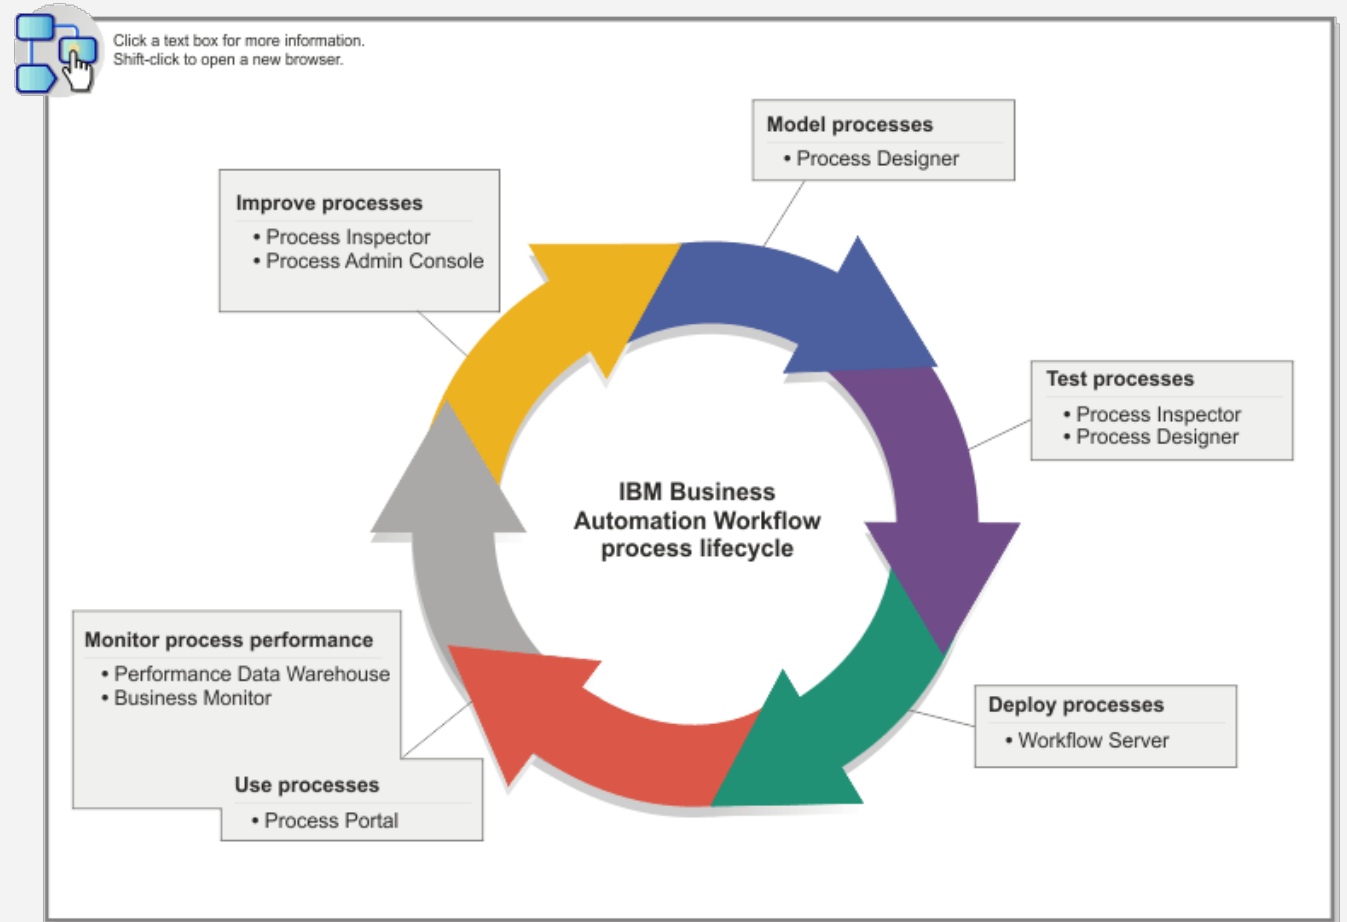 Click a text box for more information.
Shift-click to open a new browser.
Model processes
• Process Designer
Improve processes
• Process Inspector
• Process Admin Console
Test processes
• Process Inspector
• Process Designer
IBM Business
Automation Workflow
process lifecycle
Monitor process performance
• Performance Data Warehouse
• Business Monitor
Deploy processes
• Workflow Server
Use processes
• Process Portal